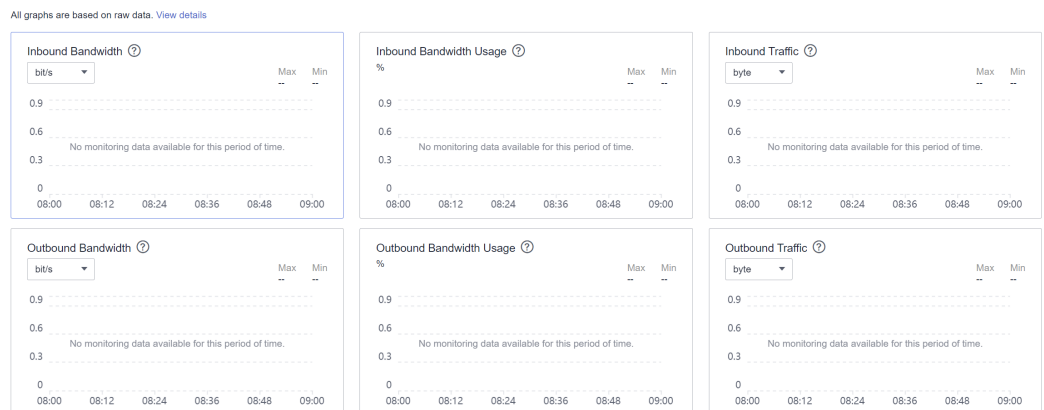 All graphs are based on raw data. View details
Inbound Bandwidth ?
bit/s
Max Min
-- --
0.9
0.6
No monitoring data available for this period of time.
0.3
0
08:00 08:12 08:24 08:36 08:48 09:00
Inbound Bandwidth Usage ?
%
Max Min
-- --
0.9
0.6
No monitoring data available for this period of time.
0.3
0
08:00 08:12 08:24 08:36 08:48 09:00
Inbound Traffic ?
byte
Max Min
-- --
0.9
0.6
No monitoring data available for this period of time.
0.3
0
08:00 08:12 08:24 08:36 08:48 09:00
Outbound Bandwidth ?
bit/s
Max Min
-- --
0.9
0.6
No monitoring data available for this period of time.
0.3
0
08:00 08:12 08:24 08:36 08:48 09:00
Outbound Bandwidth Usage ?
%
Max Min
-- --
0.9
0.6
No monitoring data available for this period of time.
0.3
0
08:00 08:12 08:24 08:36 08:48 09:00
Outbound Traffic ?
byte
Max Min
-- --
0.9
0.6
No monitoring data available for this period of time.
0.3
0
08:00 08:12 08:24 08:36 08:48 09:00